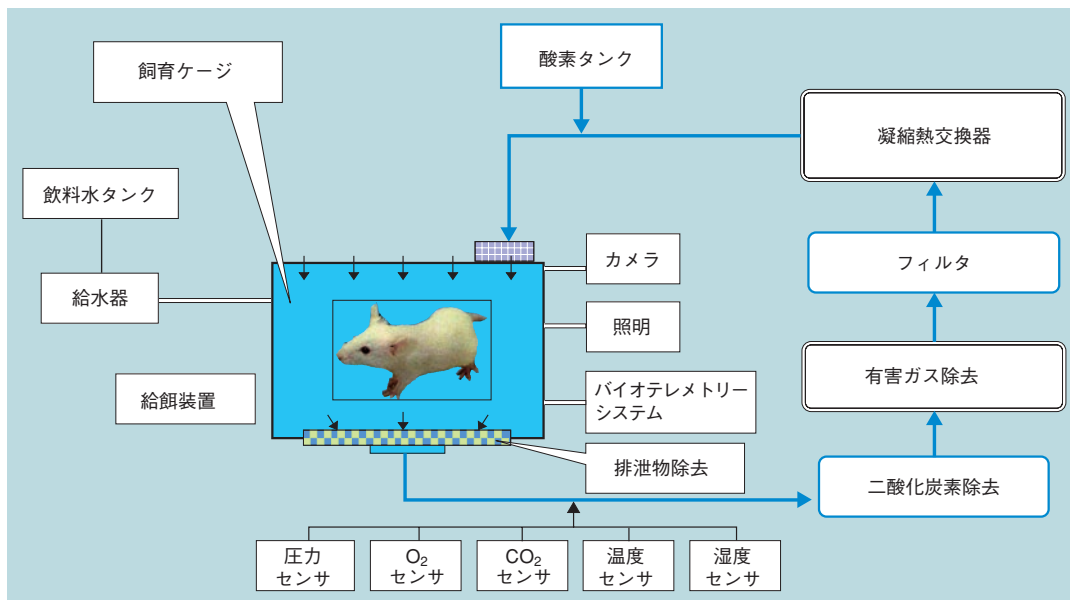 飼育ケージ
酸素タンク
凝縮熱交換器
飲料水タンク
給水器
カメラ
フィルタ
照明
給餌装置
バイオテレメトリー
システム
有害ガス除去
排泄物除去
二酸化炭素除去
圧力
センサ
O₂
センサ
CO₂
センサ
温度
センサ
湿度
センサ